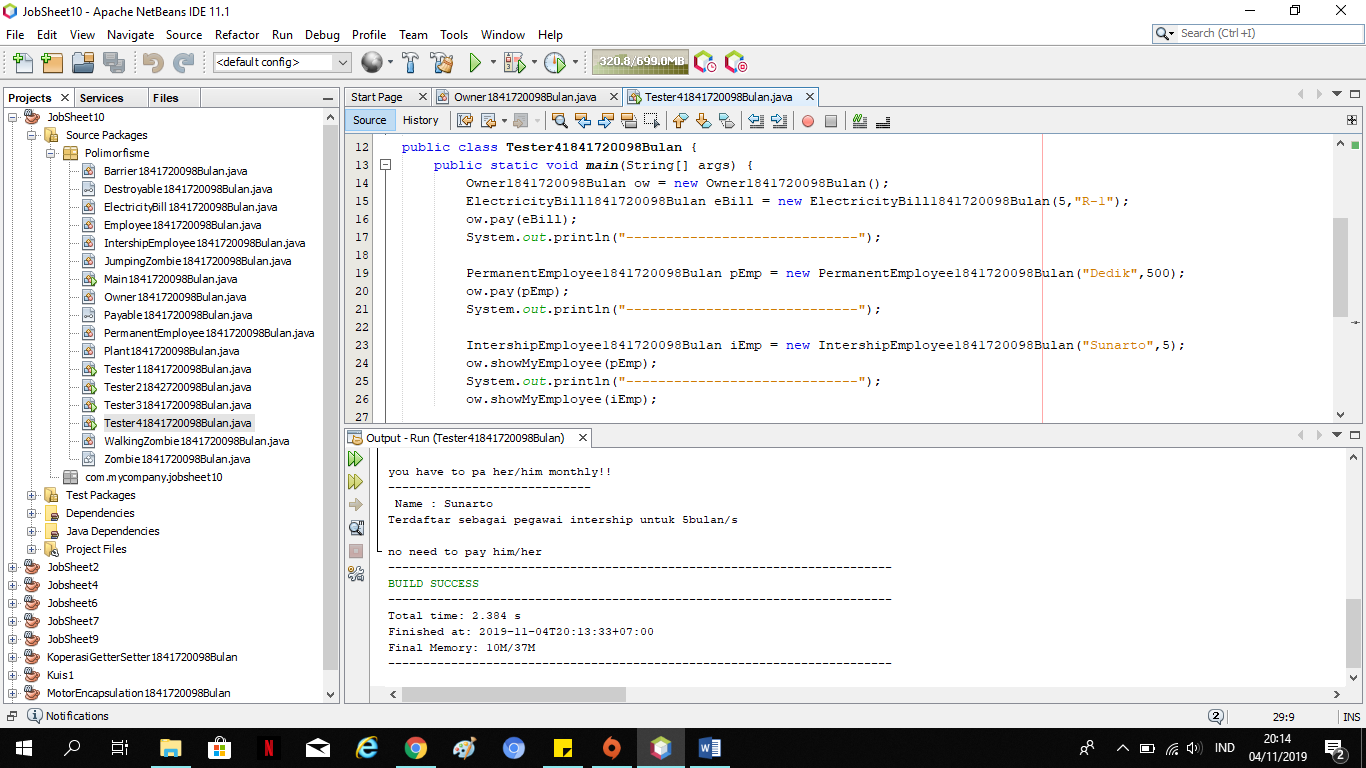 JobSheet10 - Apache NetBeans IDE 11.1
File Edit View Navigate Source Refactor Run Debug Profile Team Tools Window Help
Search (Ctrl+I)
<default config>
320.8/699.0MB
Projects Services Files
JobSheet10
Source Packages
Polimorfisme
Barrier1841720098Bulan.java
Destroyable1841720098Bulan.java
ElectricityBill1841720098Bulan.java
Employee1841720098Bulan.java
IntershipEmployee1841720098Bulan.java
JumpingZombie1841720098Bulan.java
Main1841720098Bulan.java
Owner1841720098Bulan.java
Payable1841720098Bulan.java
PermanentEmployee1841720098Bulan.java
Plant1841720098Bulan.java
Tester11841720098Bulan.java
Tester21842720098Bulan.java
Tester31841720098Bulan.java
Tester41841720098Bulan.java
WalkingZombie1841720098Bulan.java
Zombie1841720098Bulan.java
com.mycompany.jobsheet10
Test Packages
Dependencies
Java Dependencies
Project Files
JobSheet2
Jobsheet4
Jobsheet6
JobSheet7
JobSheet9
KoperasiGetterSetter1841720098Bulan
Kuis1
MotorEncapsulation1841720098Bulan
Start Page Owner1841720098Bulan.java Tester41841720098Bulan.java
Source History
12 public class Tester41841720098Bulan {
13 public static void main(String[] args) {
14 Owner1841720098Bulan ow = new Owner1841720098Bulan();
15 ElectricityBill1841720098Bulan eBill = new ElectricityBill1841720098Bulan(5,"R-1");
16 ow.pay(eBill);
17 System.out.println("-----------------------------");
18
19 PermanentEmployee1841720098Bulan pEmp = new PermanentEmployee1841720098Bulan("Dedik",500);
20 ow.pay(pEmp);
21 System.out.println("-----------------------------");
22
23 IntershipEmployee1841720098Bulan iEmp = new IntershipEmployee1841720098Bulan("Sunarto",5);
24 ow.showMyEmployee(pEmp);
25 System.out.println("-----------------------------");
26 ow.showMyEmployee(iEmp);
27
Output - Run (Tester41841720098Bulan)
you have to pa her/him monthly!!
-----------------------------
Name : Sunarto
Terdaftar sebagai pegawai intership untuk 5bulan/s
no need to pay him/her
------------------------------------------------------------------------
BUILD SUCCESS
------------------------------------------------------------------------
Total time: 2.384 s
Finished at: 2019-11-04T20:13:33+07:00
Final Memory: 10M/37M
------------------------------------------------------------------------
Notifications
2
29:9
INS
IND
20:14
04/11/2019
2